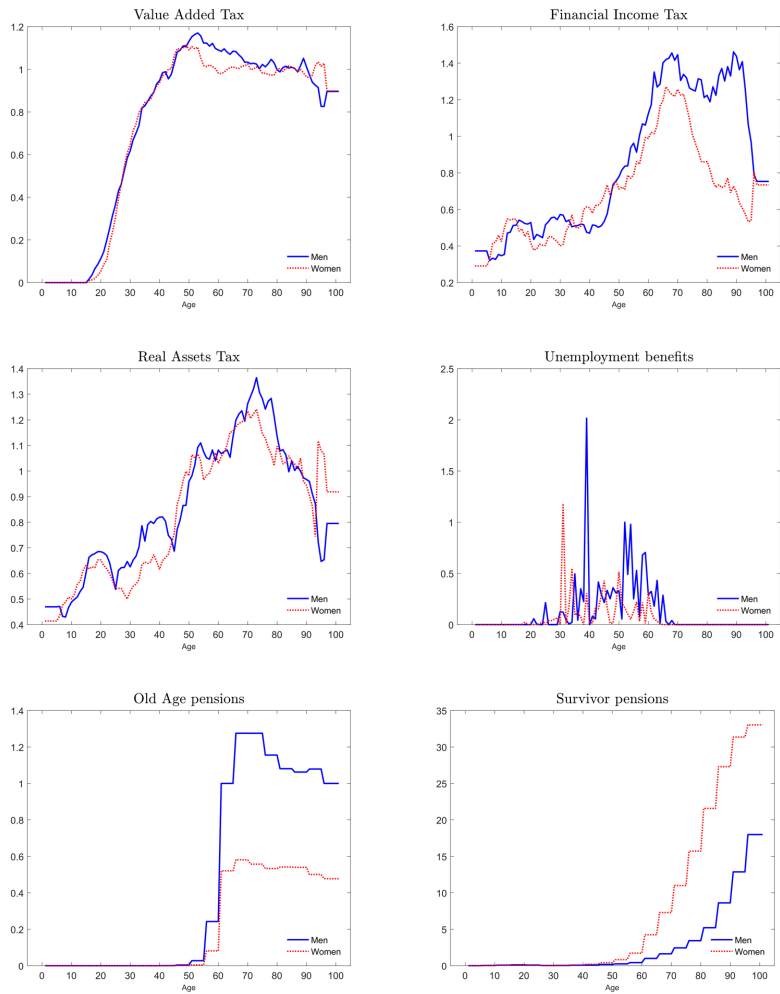 Value Added Tax
1.2
1
0.8
0.6
0.4
0.2
0
0 10 20 30 40 50 60 70 80 90 100
Age
Men
Women
Financial Income Tax
1.6
1.4
1.2
1
0.8
0.6
0.4
0.2
0 10 20 30 40 50 60 70 80 90 100
Age
Men
Women
Real Assets Tax
1.4
1.3
1.2
1.1
1
0.9
0.8
0.7
0.6
0.5
0.4
0 10 20 30 40 50 60 70 80 90 100
Age
Men
Women
Unemployment benefits
2.5
2
1.5
1
0.5
0
0 10 20 30 40 50 60 70 80 90 100
Age
Men
Women
Old Age pensions
1.4
1.2
1
0.8
0.6
0.4
0.2
0
0 10 20 30 40 50 60 70 80 90 100
Age
Men
Women
Survivor pensions
35
30
25
20
15
10
5
0
0 10 20 30 40 50 60 70 80 90 100
Age
Men
Women